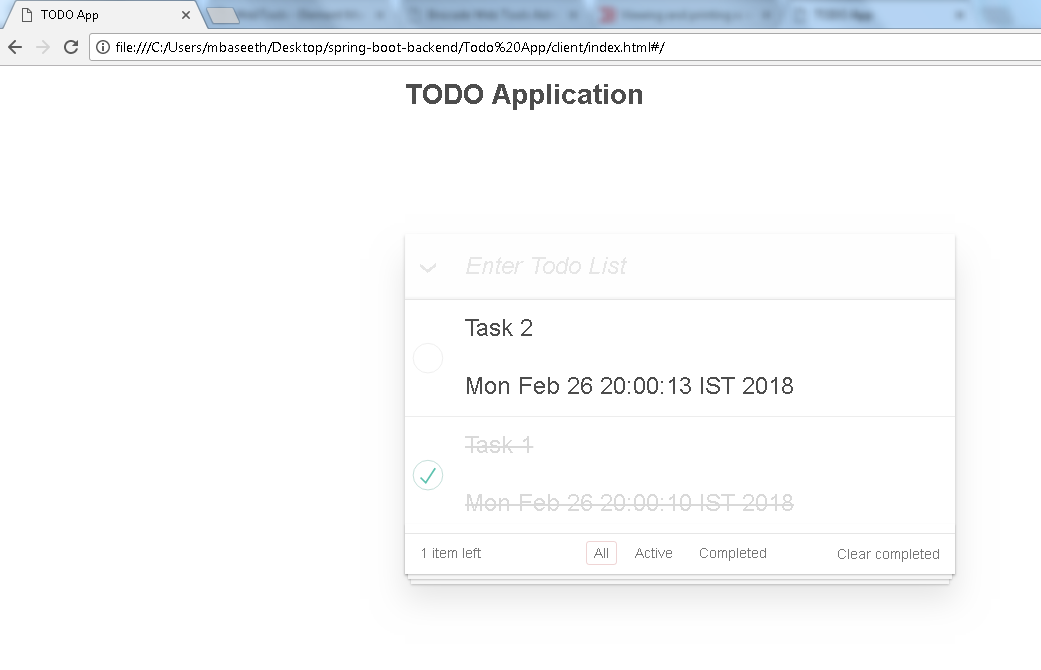 TODO App
file:///C:/Users/mbaseeth/Desktop/spring-boot-backend/Todo%20App/client/index.html#/
TODO Application
Enter Todo List
Task 2
Mon Feb 26 20:00:13 IST 2018
Task 1
Mon Feb 26 20:00:10 IST 2018
1 item left
All
Active
Completed
Clear completed